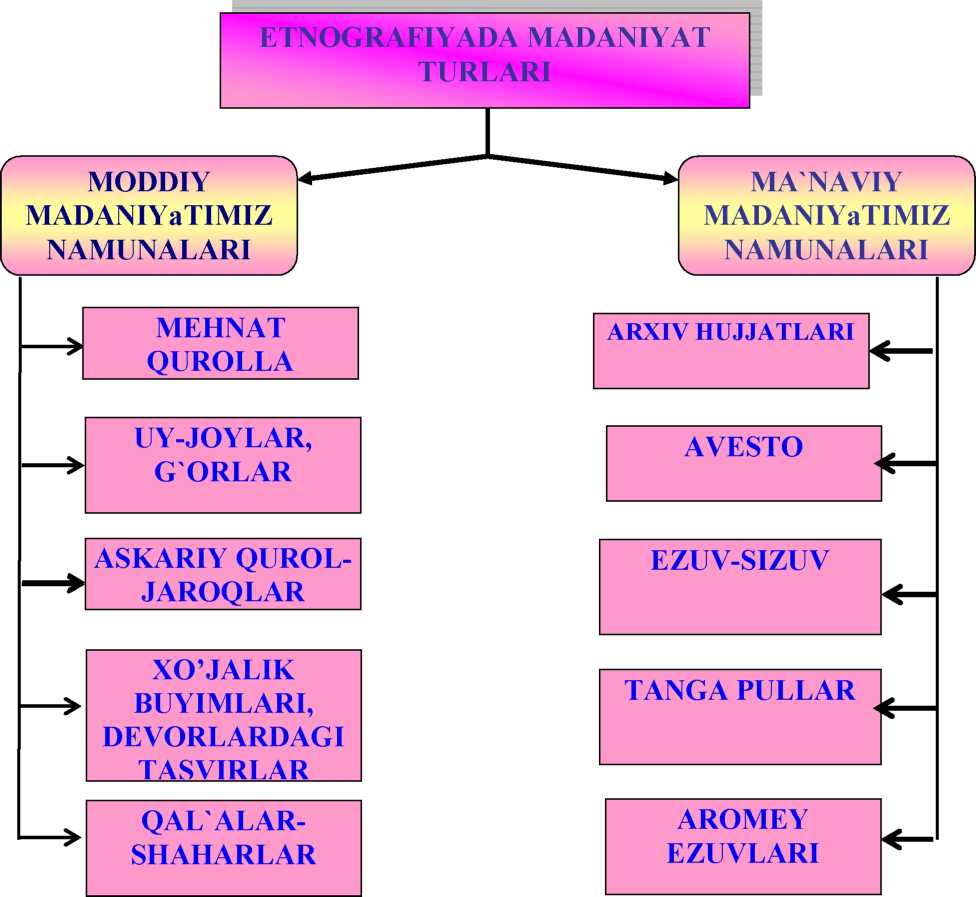 ETNOGRAFIYADA MADANIYAT
TURLARI
MODDIY
MADANIYaTIMIZ
NAMUNALARI
MEHNAT
QUROLLA
UY-JOYLAR,
G`ORLAR
ASKARIY QUROL-
JAROQLAR
XO’JALIK
BUYIMLARI,
DEVORLARDAGI
TASVIRLAR
QAL`ALAR-
SHAHARLAR
MA`NAVIY
MADANIYaTIMIZ
NAMUNALARI
ARXIV HUJJATLARI
AVESTO
EZUV-SIZUV
TANGA PULLAR
AROMEY
EZUVLARI